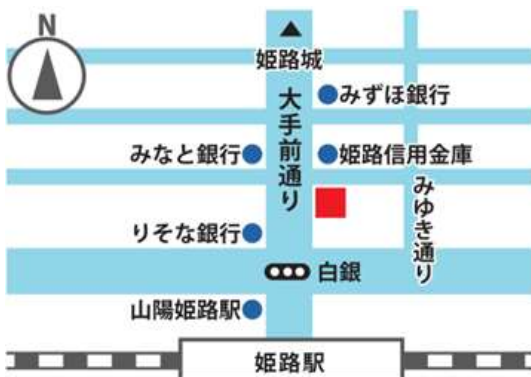 N
姫路城
大手前通り
みずほ銀行
みなと銀行
姫路信用金庫
みゆき通り
りそな銀行
白銀
山陽姫路駅
姫路駅